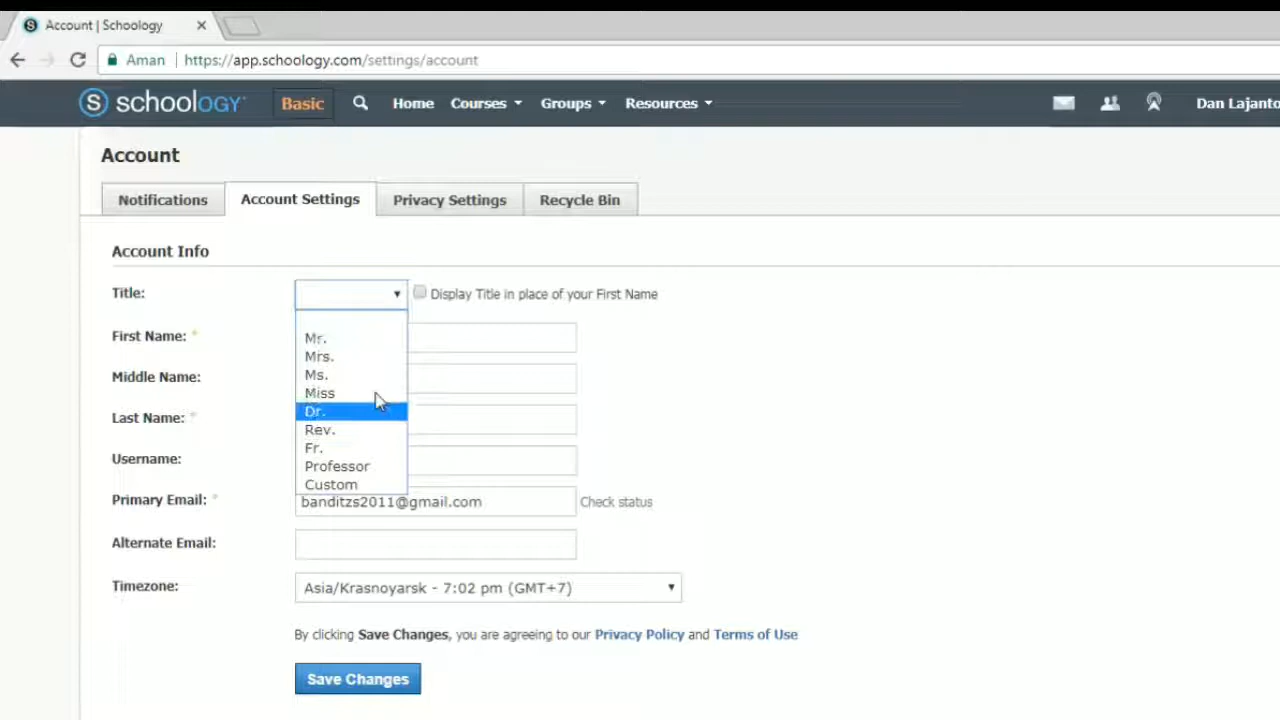 Account | Schoology
Aman https://app.schoology.com/settings/account
schoology Basic Home Courses Groups Resources Dan Lajanto
Account
Notifications Account Settings Privacy Settings Recycle Bin
Account Info
Title: Display Title in place of your First Name
First Name: *
Middle Name:
Last Name: *
Username:
Mr.
Mrs.
Ms.
Miss
Dr.
Rev.
Fr.
Professor
Custom
Primary Email: * banditzs2011@gmail.com Check status
Alternate Email:
Timezone: Asia/Krasnoyarsk - 7:02 pm (GMT+7)
By clicking Save Changes, you are agreeing to our Privacy Policy and Terms of Use
Save Changes